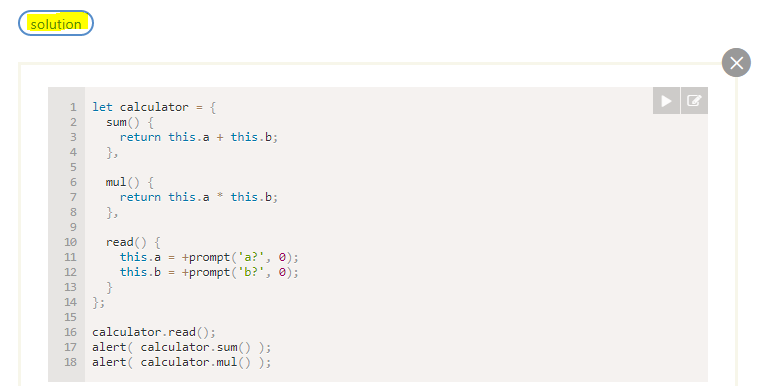 solution
1 let calculator = {
2   sum() {
3     return this.a + this.b;
4   },
5
6   mul() {
7     return this.a * this.b;
8   },
9
10   read() {
11     this.a = +prompt('a?', 0);
12     this.b = +prompt('b?', 0);
13   }
14 };
15
16 calculator.read();
17 alert( calculator.sum() );
18 alert( calculator.mul() );